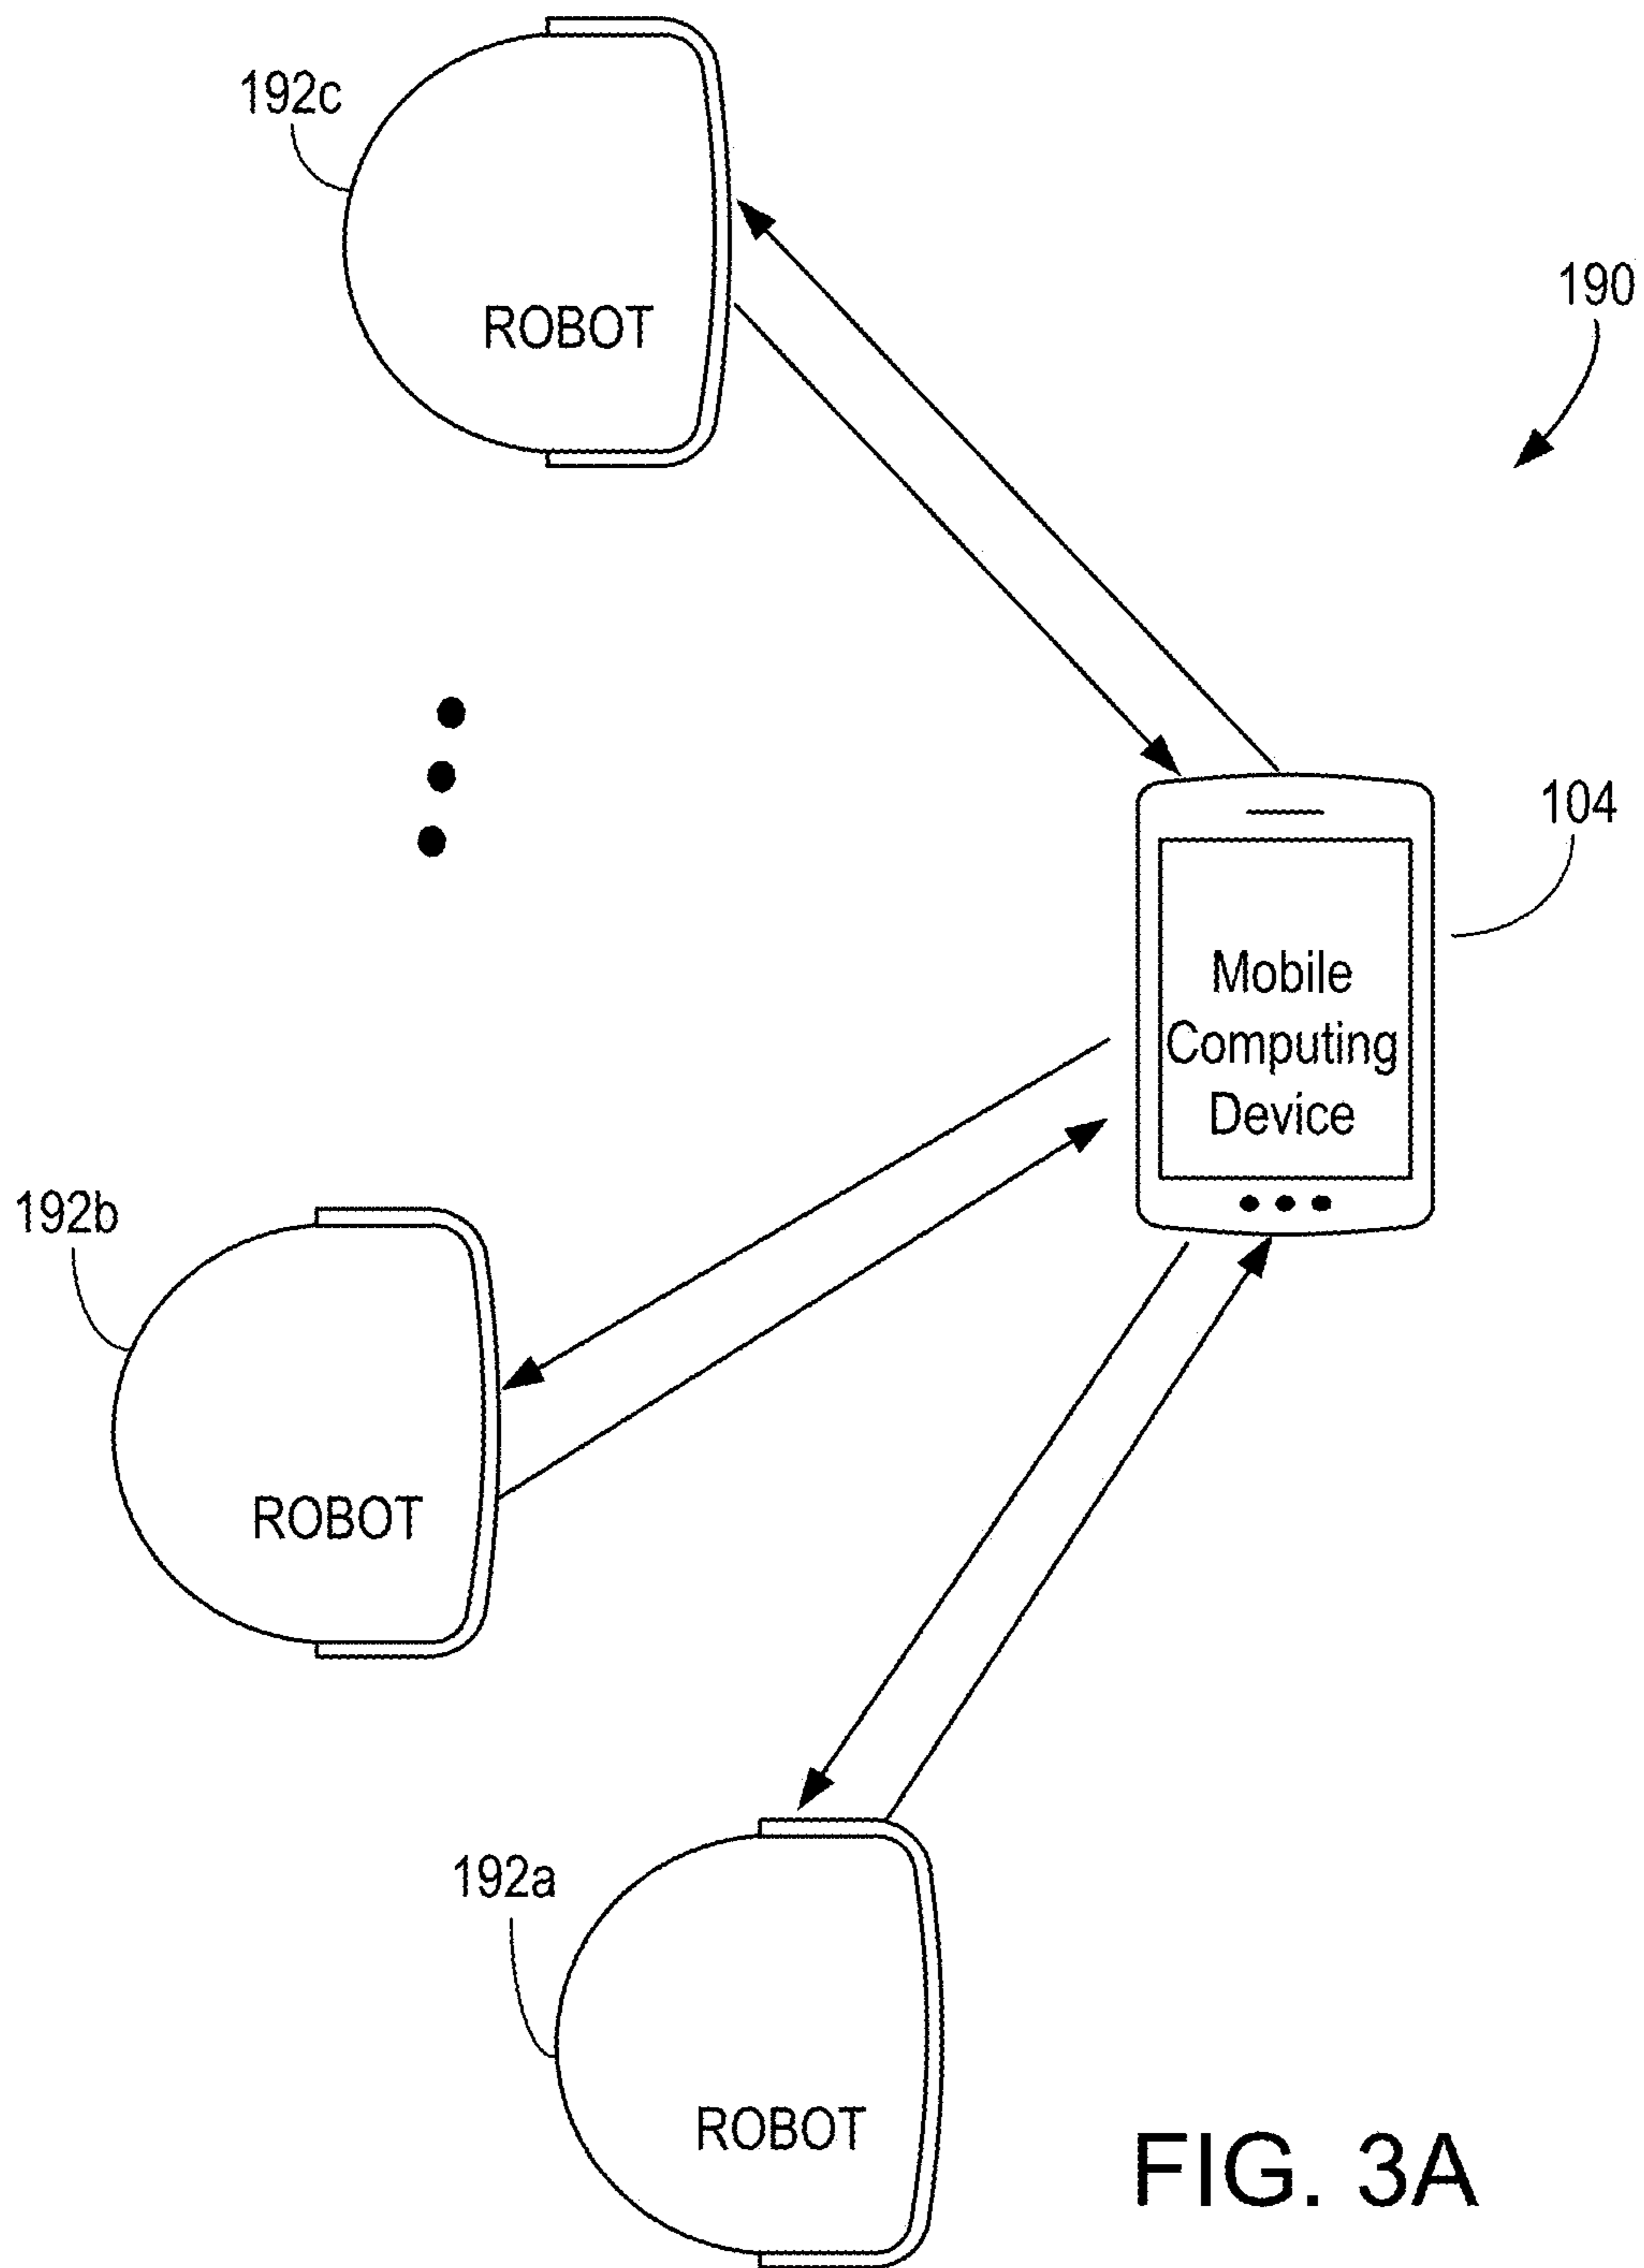 192c
190
ROBOT
104
Mobile
Computing
Device
192b
ROBOT
192a
ROBOT
FIG. 3A